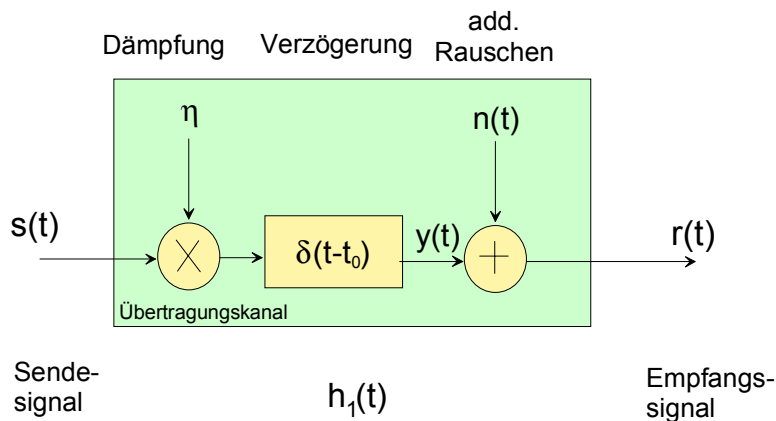 Dämpfung
Verzögerung
add.
Rauschen
η
n(t)
s(t)
δ(t-t₀)
y(t)
r(t)
Übertragungskanal
Sende-
signal
h₁(t)
Empfangs-
signal